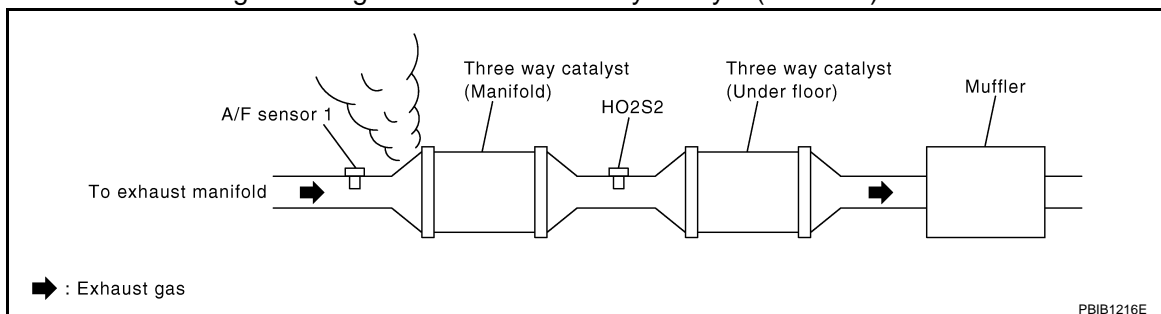 Three way catalyst
(Manifold)
Three way catalyst
(Under floor)
Muffler
A/F sensor 1
HO2S2
To exhaust manifold
: Exhaust gas
PBIB1216E